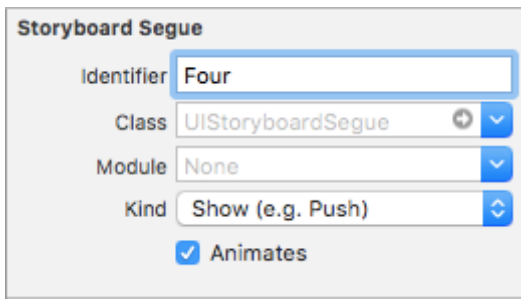 Storyboard Segue
Identifier Four
Class UIStoryboardSegue
Module None
Kind Show (e.g. Push)
Animates